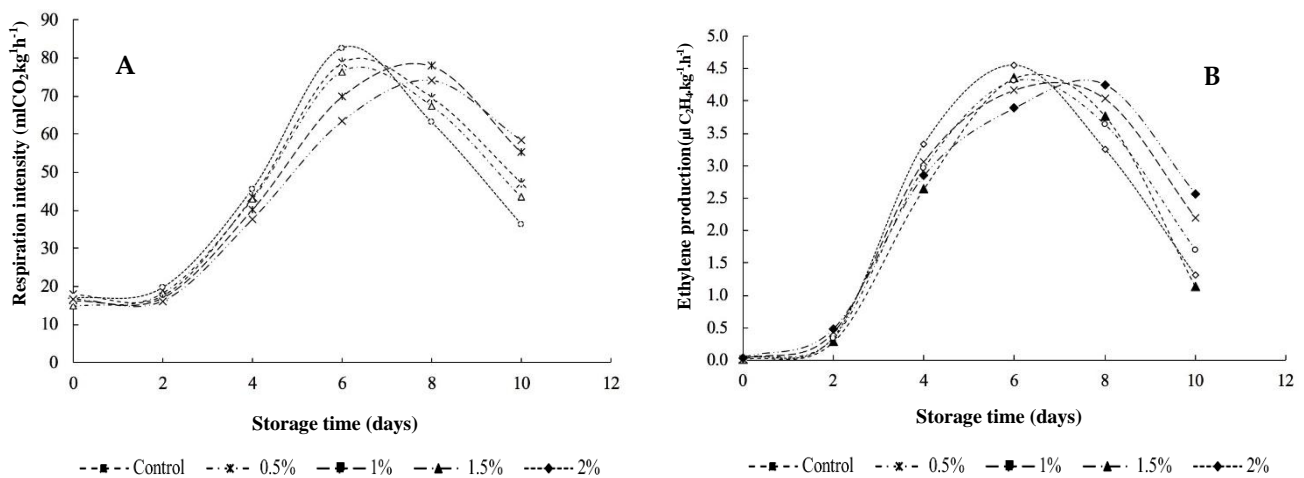 A
Respiration intensity (mlCO₂kg¹h⁻¹)
90
80
70
60
50
40
30
20
10
0
0 2 4 6 8 10 12
Storage time (days)
Control 0.5% 1% 1.5% 2%
B
Ethylene production(µl C₂H₄.kg⁻¹.h⁻¹)
5.0
4.5
4.0
3.5
3.0
2.5
2.0
1.5
1.0
0.5
0.0
0 2 4 6 8 10 12
Storage time (days)
Control 0.5% 1% 1.5% 2%